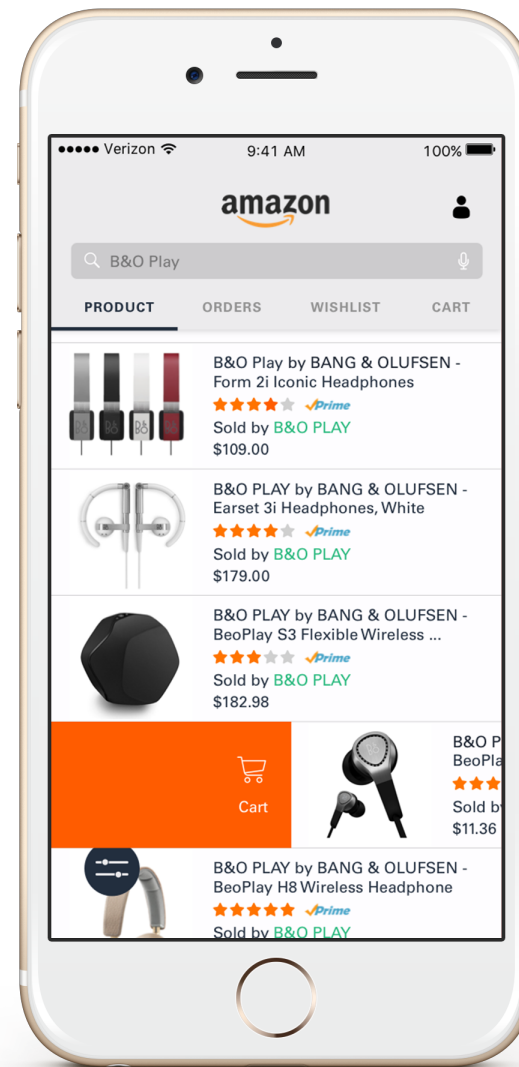 Verizon
9:41 AM
100%
amazon
B&O Play
PRODUCT
ORDERS
WISHLIST
CART
B&O Play by BANG & OLUFSEN -
Form 2i Iconic Headphones
Prime
Sold by B&O PLAY
$109.00
B&O PLAY by BANG & OLUFSEN -
Earset 3i Headphones, White
Prime
Sold by B&O PLAY
$179.00
B&O PLAY by BANG & OLUFSEN -
BeoPlay S3 Flexible Wireless ...
Prime
Sold by B&O PLAY
$182.98
Cart
B&O P
BeoPla
Sold b
$11.36
B&O PLAY by BANG & OLUFSEN -
BeoPlay H8 Wireless Headphone
Prime
Sold by B&O PLAY